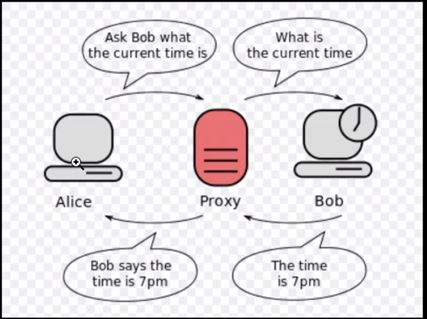 Ask Bob what
the current time is
What is
the current time
Alice
Proxy
Bob
Bob says the
time is 7pm
The time
is 7pm